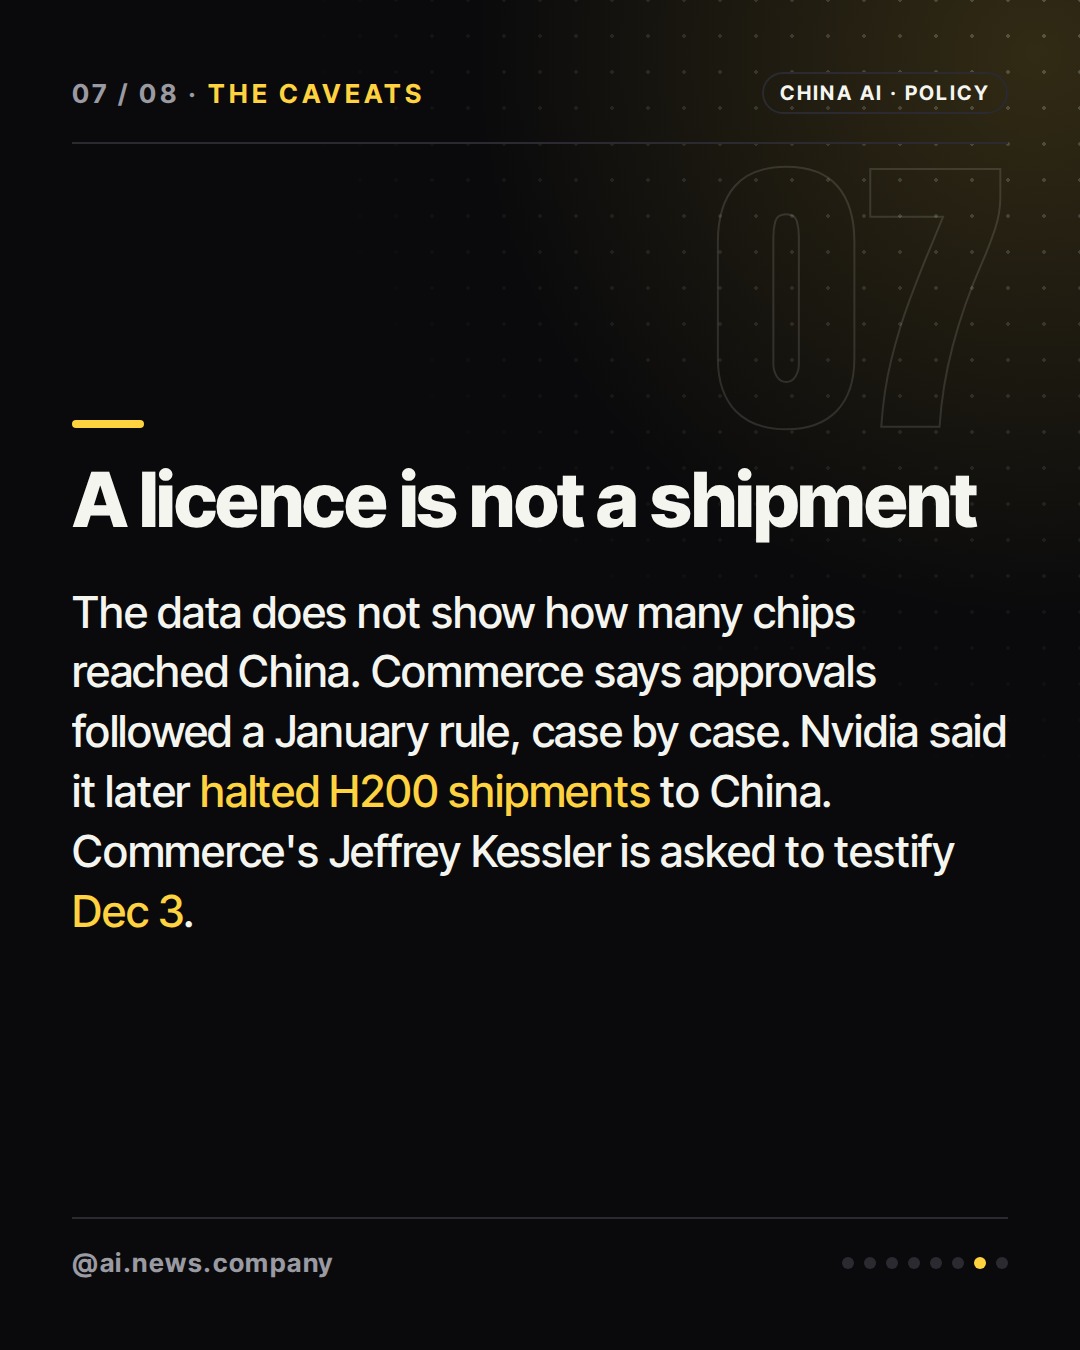 07 / 08 · THE CAVEATS
CHINA AI · POLICY
07
A licence is not a shipment
The data does not show how many chips
reached China. Commerce says approvals
followed a January rule, case by case. Nvidia said
it later halted H200 shipments to China.
Commerce's Jeffrey Kessler is asked to testify
Dec 3.
@ai.news.company